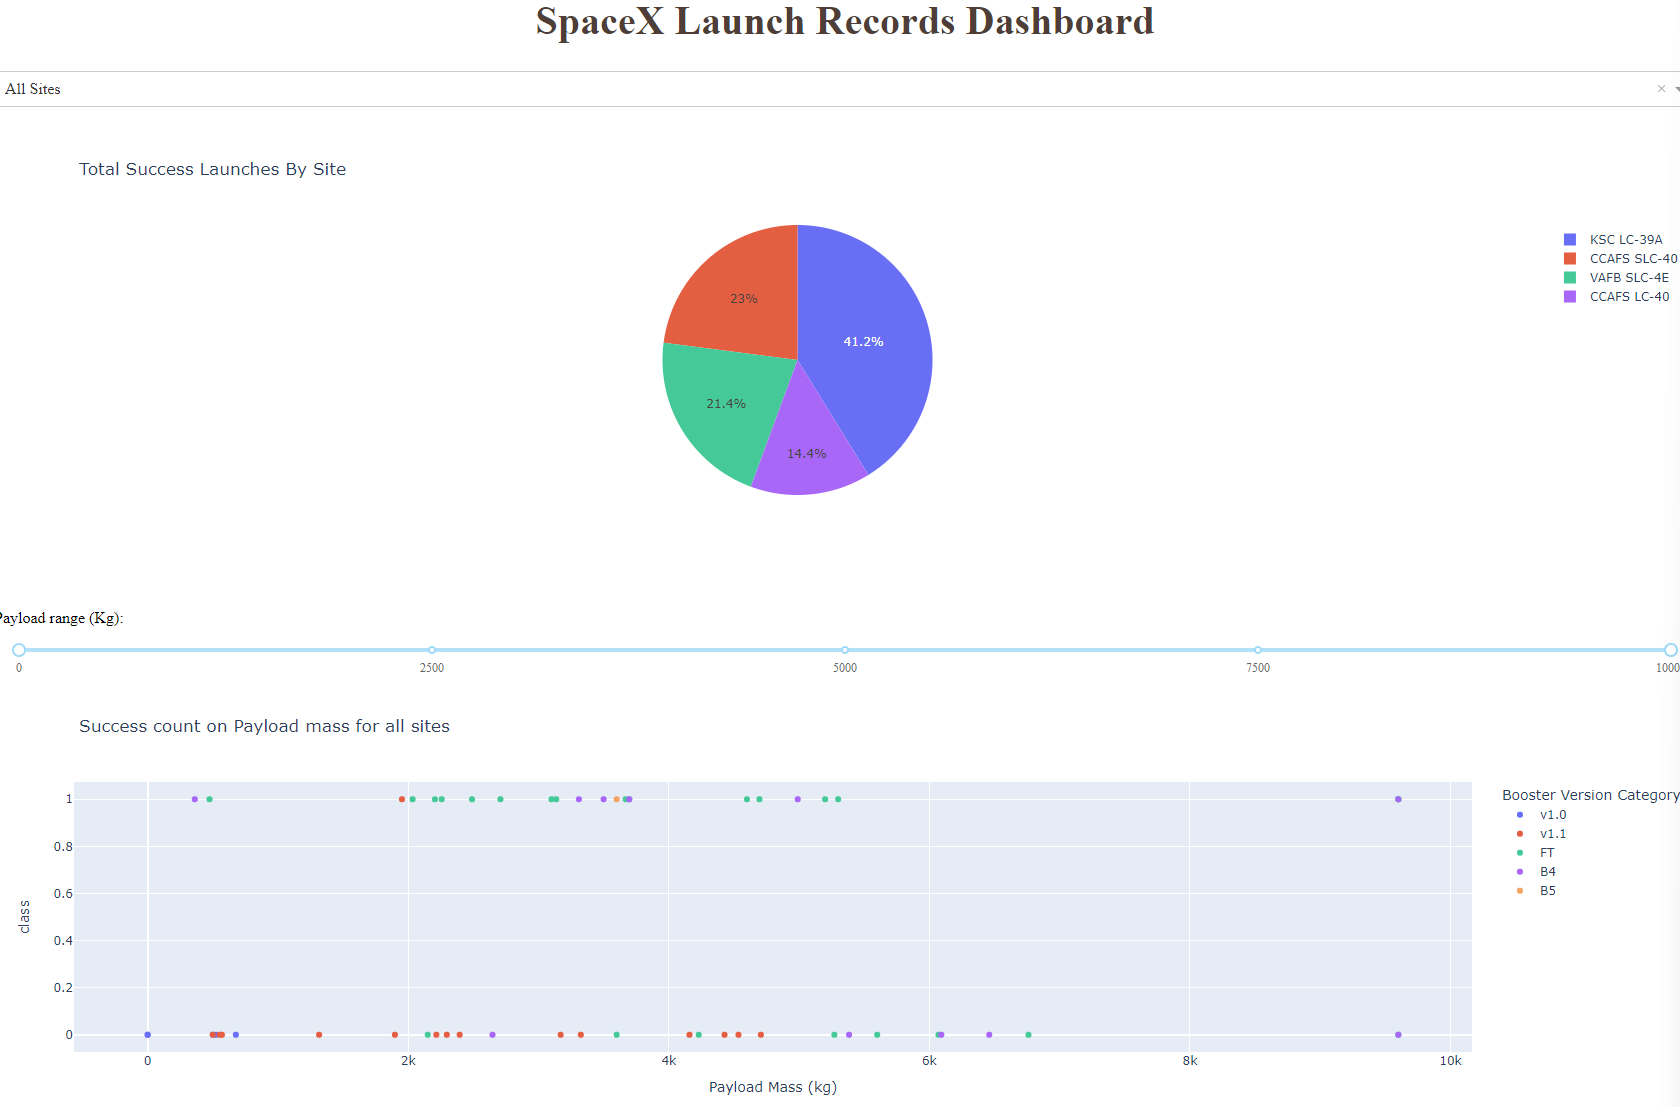 SpaceX Launch Records Dashboard
All Sites
×
Total Success Launches By Site
KSC LC-39A
CCAFS SLC-40
VAFB SLC-4E
CCAFS LC-40
23%
41.2%
21.4%
14.4%
Payload range (Kg):
0 2500 5000 7500 1000
Success count on Payload mass for all sites
Booster Version Category
v1.0
v1.1
FT
B4
B5
class
1
0.8
0.6
0.4
0.2
0
0 2k 4k 6k 8k 10k
Payload Mass (kg)